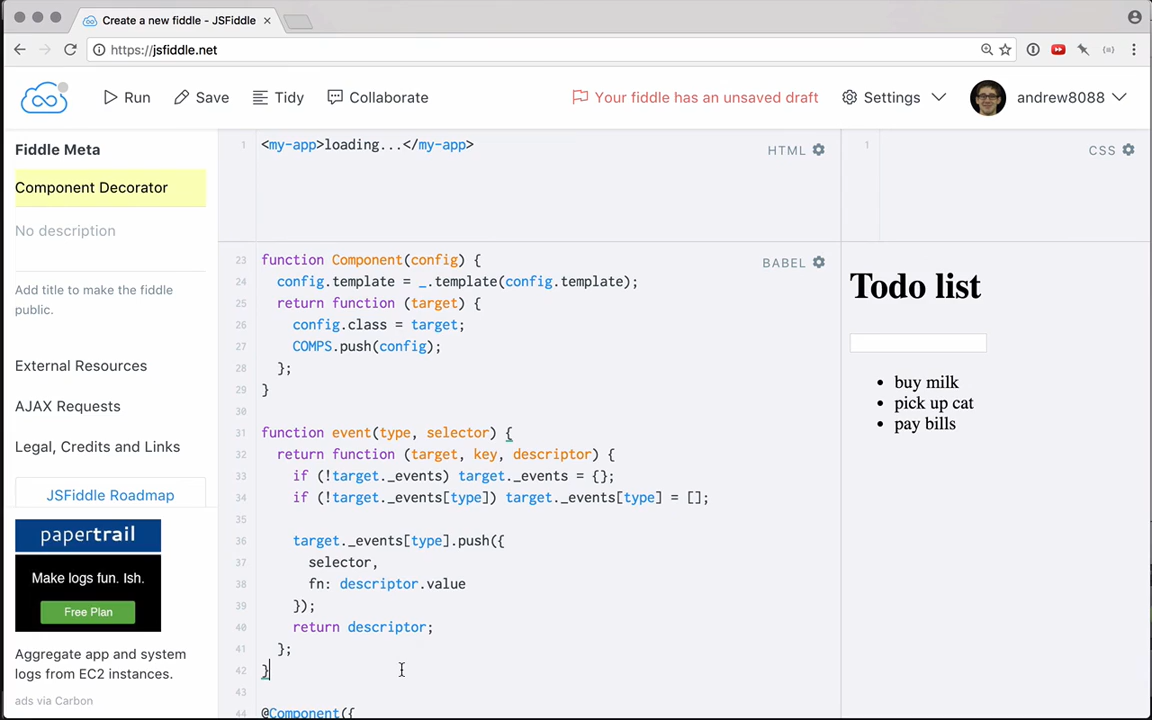 Create a new fiddle - JSFiddle
https://jsfiddle.net
Run
Save
Tidy
Collaborate
Your fiddle has an unsaved draft
Settings
andrew8088
Fiddle Meta
Component Decorator
No description
Add title to make the fiddle
public.
External Resources
AJAX Requests
Legal, Credits and Links
JSFiddle Roadmap
papertrail
Make logs fun. Ish.
Free Plan
Aggregate app and system
logs from EC2 instances.
ads via Carbon
1 <my-app>loading...</my-app>
HTML
1
CSS
BABEL
23 function Component(config) {
24 config.template = _.template(config.template);
25 return function (target) {
26 config.class = target;
27 COMPS.push(config);
28 };
29 }
30
31 function event(type, selector) {
32 return function (target, key, descriptor) {
33 if (!target._events) target._events = {};
34 if (!target._events[type]) target._events[type] = [];
35
36 target._events[type].push({
37 selector,
38 fn: descriptor.value
39 });
40 return descriptor;
41 };
42 }
43
44 @Component({
Todo list
• buy milk
• pick up cat
• pay bills